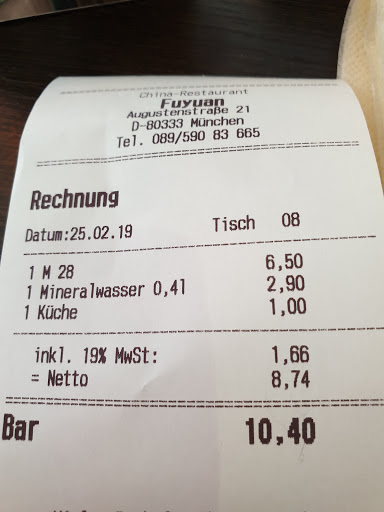 China-Restaurant
Fuyuan
Augustenstraße 21
D-80333 München
Tel. 089/590 83 665
Rechnung
Datum:25.02.19 Tisch 08
1 M 28 6,50
1 Mineralwasser 0,4l 2,90
1 Küche 1,00
inkl. 19% MwSt: 1,66
= Netto 8,74
Bar 10,40